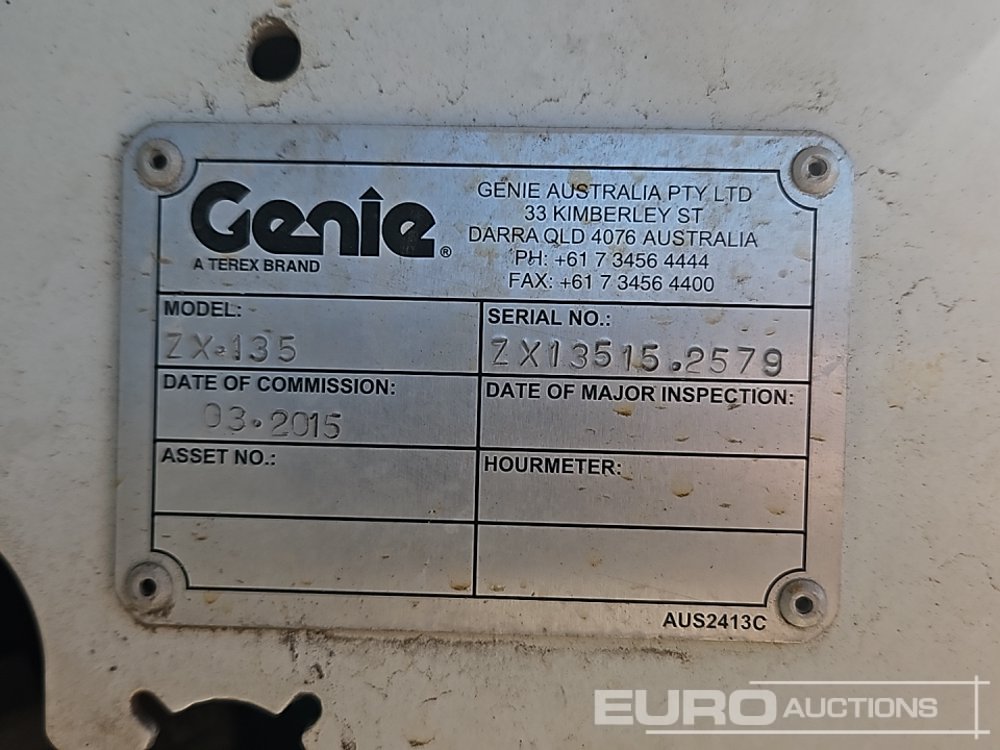 Genie®
A TEREX BRAND
GENIE AUSTRALIA PTY LTD
33 KIMBERLEY ST
DARRA QLD 4076 AUSTRALIA
PH: +61 7 3456 4444
FAX: +61 7 3456 4400
MODEL:
ZX.135
SERIAL NO.:
ZX13515.2579
DATE OF COMMISSION:
03.2015
DATE OF MAJOR INSPECTION:
ASSET NO.:
HOURMETER:
AUS2413C
EURO AUCTIONS